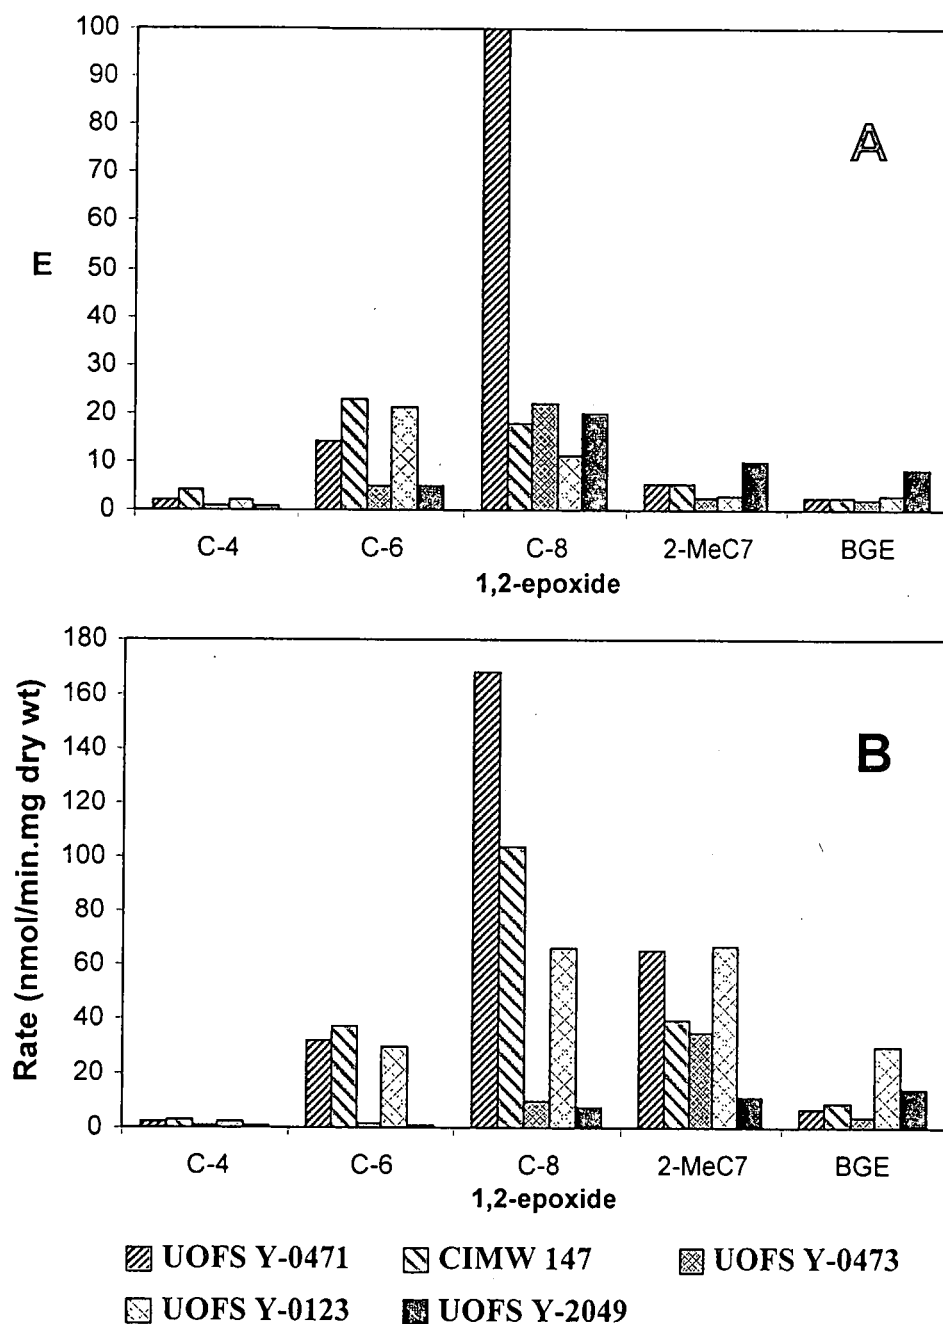 100
90
80
70
60
50
40
30
20
10
0
E
A
C-4 C-6 C-8 2-MeC7 BGE
1,2-epoxide
180
160
140
120
100
80
60
40
20
0
Rate (nmol/min.mg dry wt)
B
C-4 C-6 C-8 2-MeC7 BGE
1,2-epoxide
UOFS Y-0471 CIMW 147 UOFS Y-0473
UOFS Y-0123 UOFS Y-2049